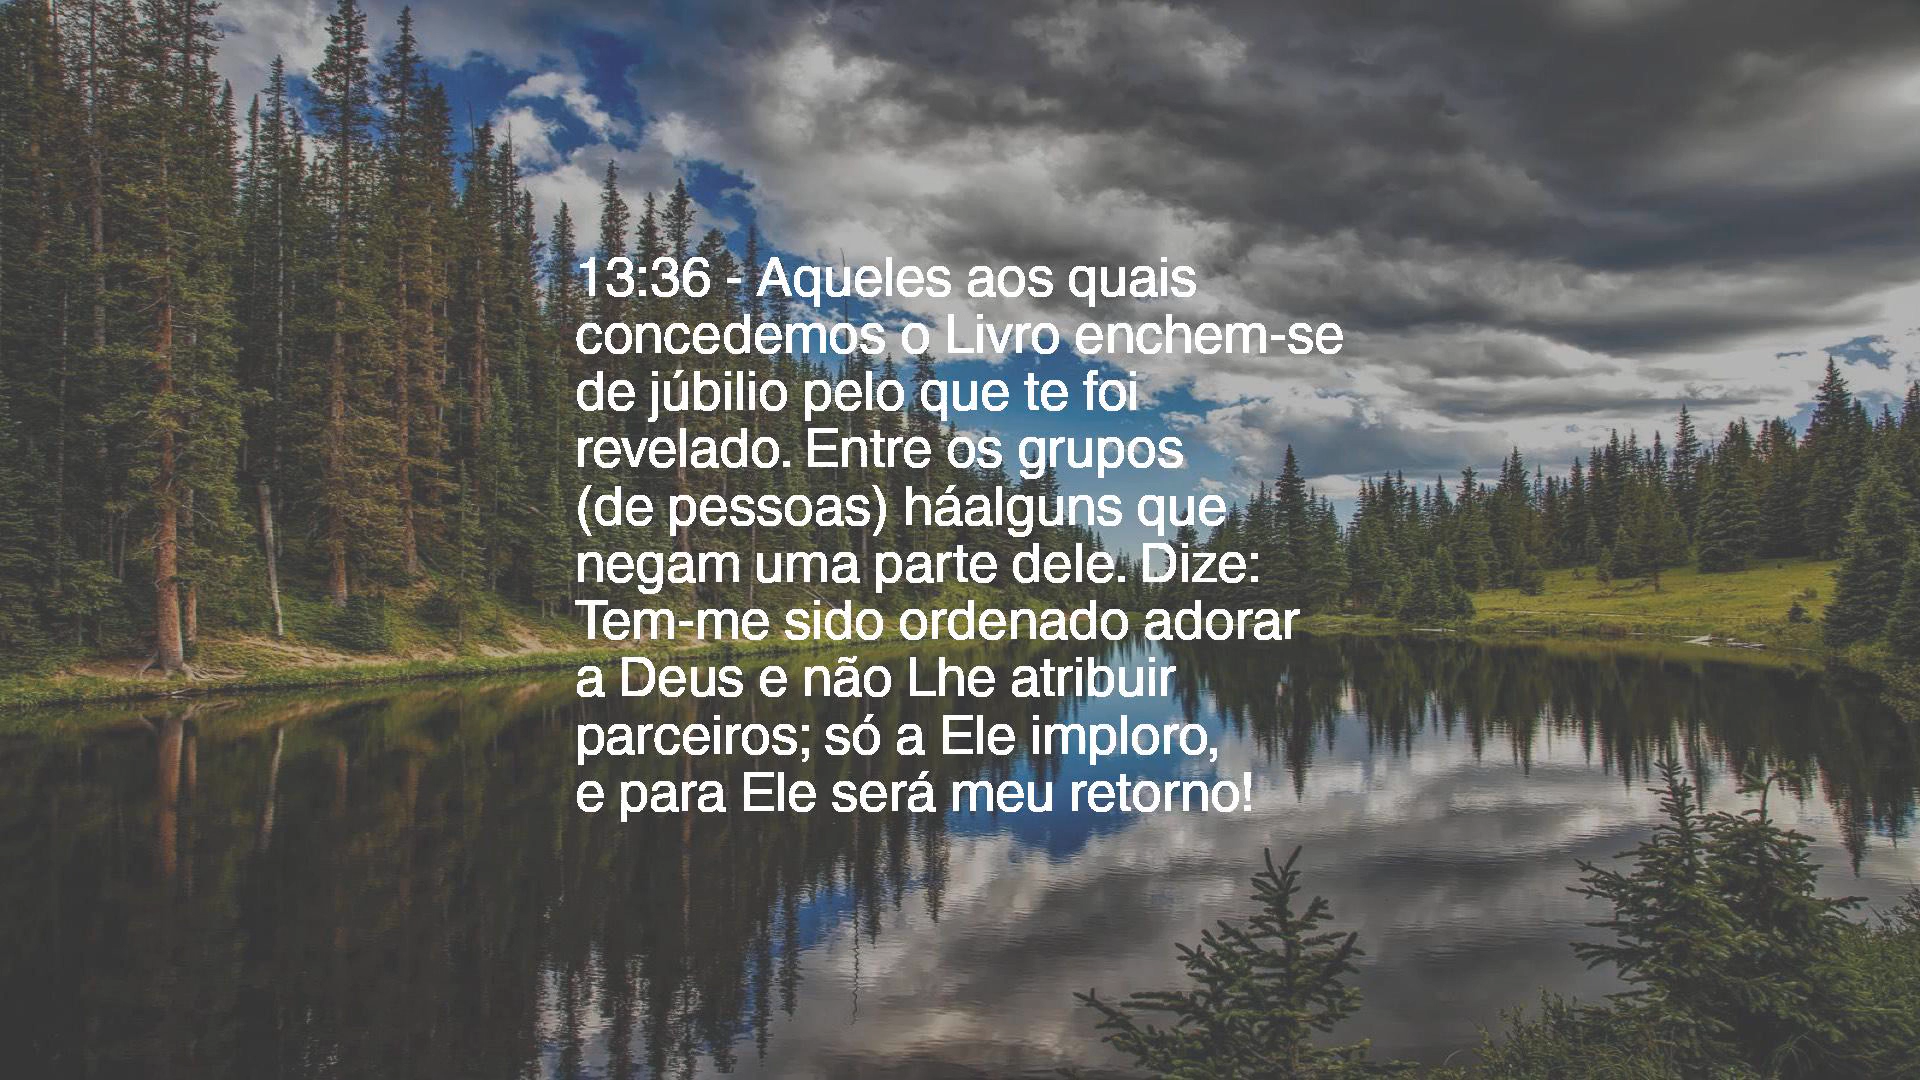 13:36 - Aqueles aos quais
concedemos o Livro enchem-se
de júbilio pelo que te foi
revelado. Entre os grupos
(de pessoas) háalguns que
negam uma parte dele. Dize:
Tem-me sido ordenado adorar
a Deus e não Lhe atribuir
parceiros; só a Ele imploro,
e para Ele será meu retorno!